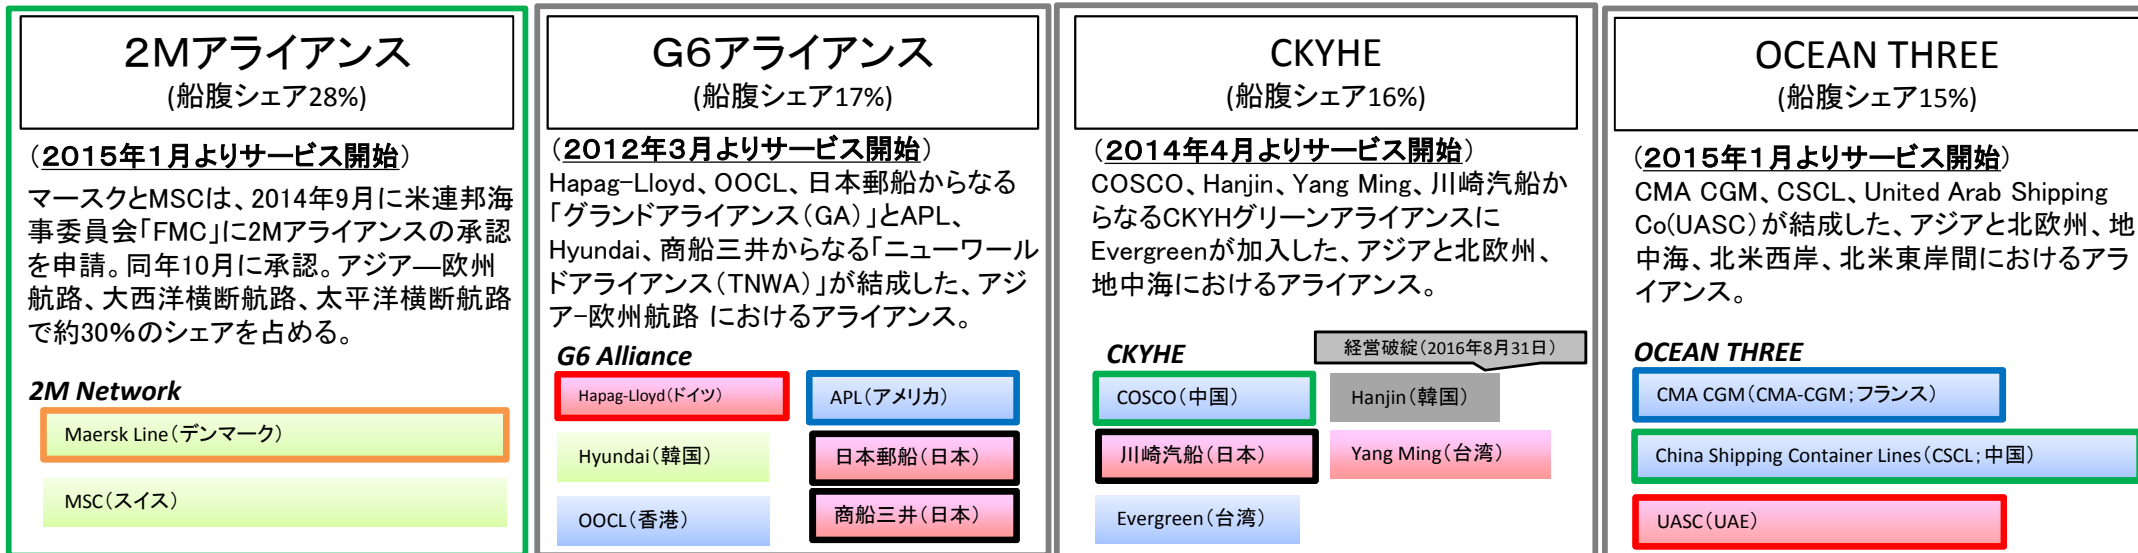 2Mアライアンス
(船腹シェア28%)
(2015年1月よりサービス開始)
マースクとMSCは、2014年9月に米連邦海
事委員会「FMC」に2Mアライアンスの承認
を申請。同年10月に承認。アジア―欧州
航路、大西洋横断航路、太平洋横断航路
で約30%のシェアを占める。
2M Network
Maersk Line(デンマーク)
MSC(スイス)
G6アライアンス
(船腹シェア17%)
(2012年3月よりサービス開始)
Hapag-Lloyd、OOCL、日本郵船からなる
「グランドアライアンス(GA)」とAPL、
Hyundai、商船三井からなる「ニューワール
ドアライアンス(TNWA)」が結成した、アジ
ア-欧州航路 におけるアライアンス。
G6 Alliance
Hapag-Lloyd(ドイツ)
APL(アメリカ)
Hyundai(韓国)
日本郵船(日本)
OOCL(香港)
商船三井(日本)
CKYHE
(船腹シェア16%)
(2014年4月よりサービス開始)
COSCO、Hanjin、Yang Ming、川崎汽船か
らなるCKYHグリーンアライアンスに
Evergreenが加入した、アジアと北欧州、
地中海におけるアライアンス。
CKYHE
経営破綻(2016年8月31日)
COSCO(中国)
Hanjin(韓国)
川崎汽船(日本)
Yang Ming(台湾)
Evergreen(台湾)
OCEAN THREE
(船腹シェア15%)
(2015年1月よりサービス開始)
CMA CGM、CSCL、United Arab Shipping
Co(UASC)が結成した、アジアと北欧州、地
中海、北米西岸、北米東岸間におけるアラ
イアンス。
OCEAN THREE
CMA CGM(CMA-CGM;フランス)
China Shipping Container Lines(CSCL;中国)
UASC(UAE)